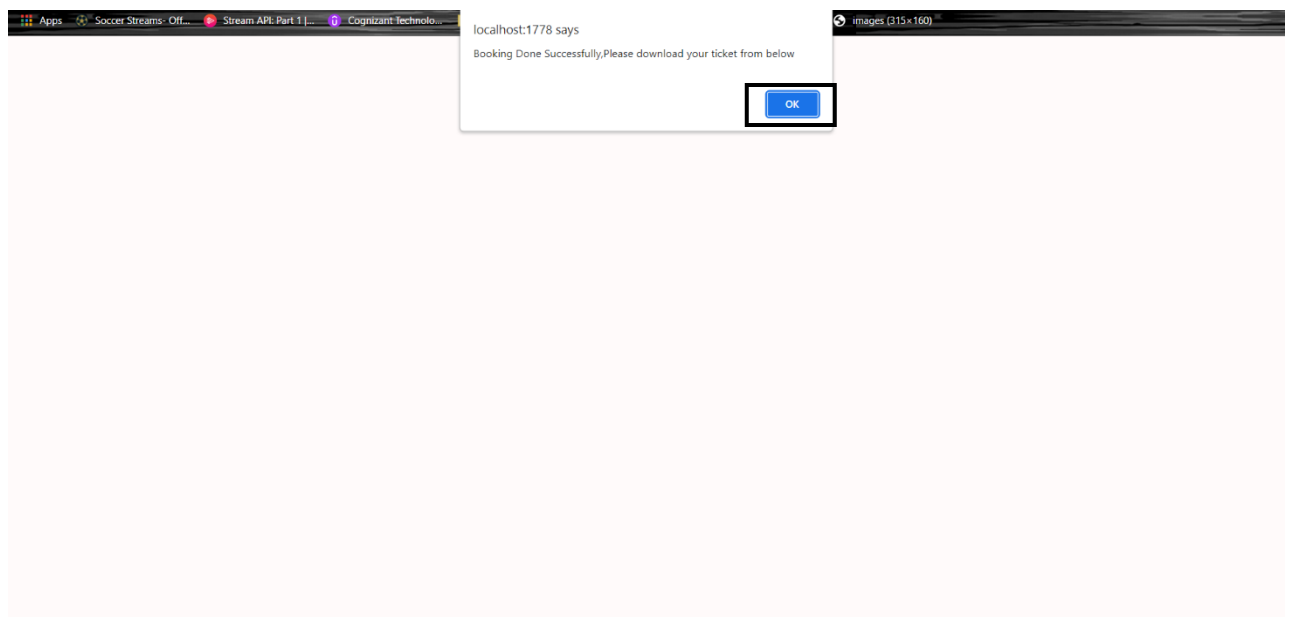 Apps Soccer Streams- Off... Stream API: Part 1 |... Cognizant Technolo... images (315×160)
localhost:1778 says
Booking Done Successfully,Please download your ticket from below
OK